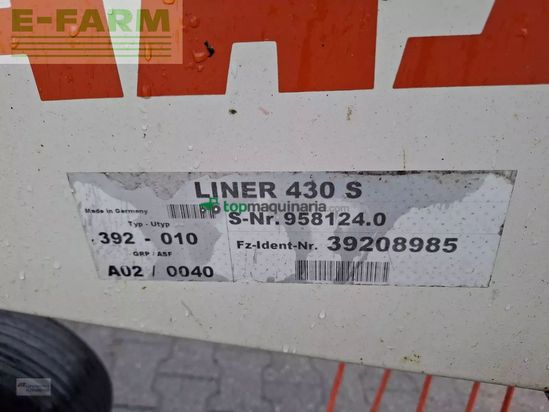 E-FARM
LINER 430 S
Made in Germany
topmaquinaria.com
S-Nr. 958124.0
Typ - Utyp
392 - 010
Fz-Ident-Nr. 39208985
GRP / ASF
A02 / 0040